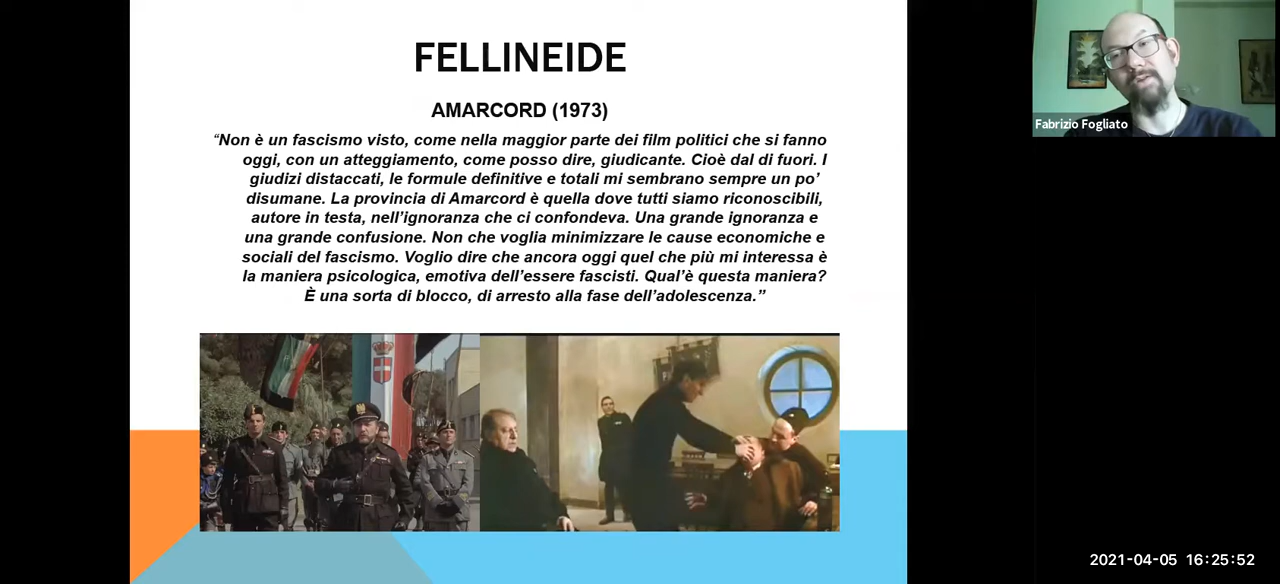 FELLINEIDE
AMARCORD (1973)
“Non è un fascismo visto, come nella maggior parte dei film politici che si fanno
oggi, con un atteggiamento, come posso dire, giudicante. Cioè dal di fuori. I
giudizi distaccati, le formule definitive e totali mi sembrano sempre un po’
disumane. La provincia di Amarcord è quella dove tutti siamo riconoscibili,
autore in testa, nell’ignoranza che ci confondeva. Una grande ignoranza e
una grande confusione. Non che voglia minimizzare le cause economiche e
sociali del fascismo. Voglio dire che ancora oggi quel che più mi interessa è
la maniera psicologica, emotiva dell’essere fascisti. Qual’è questa maniera?
È una sorta di blocco, di arresto alla fase dell’adolescenza.”
Fabrizio Fogliato
2021-04-05 16:25:52